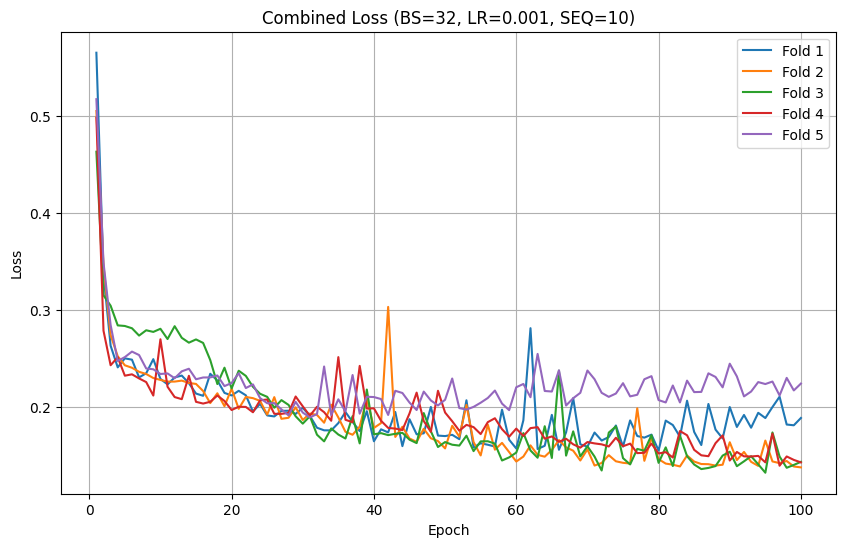 Combined Loss (BS=32, LR=0.001, SEQ=10)
Fold 1
Fold 2
Fold 3
Fold 4
Fold 5
Loss
0.5
0.4
0.3
0.2
0 20 40 60 80 100
Epoch